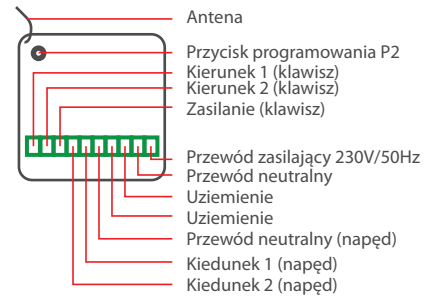 Antena
Przycisk programowania P2
Kierunek 1 (klawisz)
Kierunek 2 (klawisz)
Zasilanie (klawisz)
Przewód zasilający 230V/50Hz
Przewód neutralny
Uziemienie
Uziemienie
Przewód neutralny (napęd)
Kiedunek 1 (napęd)
Kiedunek 2 (napęd)